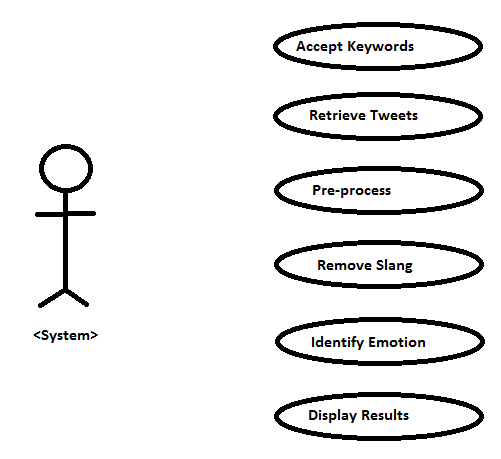 Accept Keywords
Retrieve Tweets
Pre-process
Remove Slang
<System>
Identify Emotion
Display Results